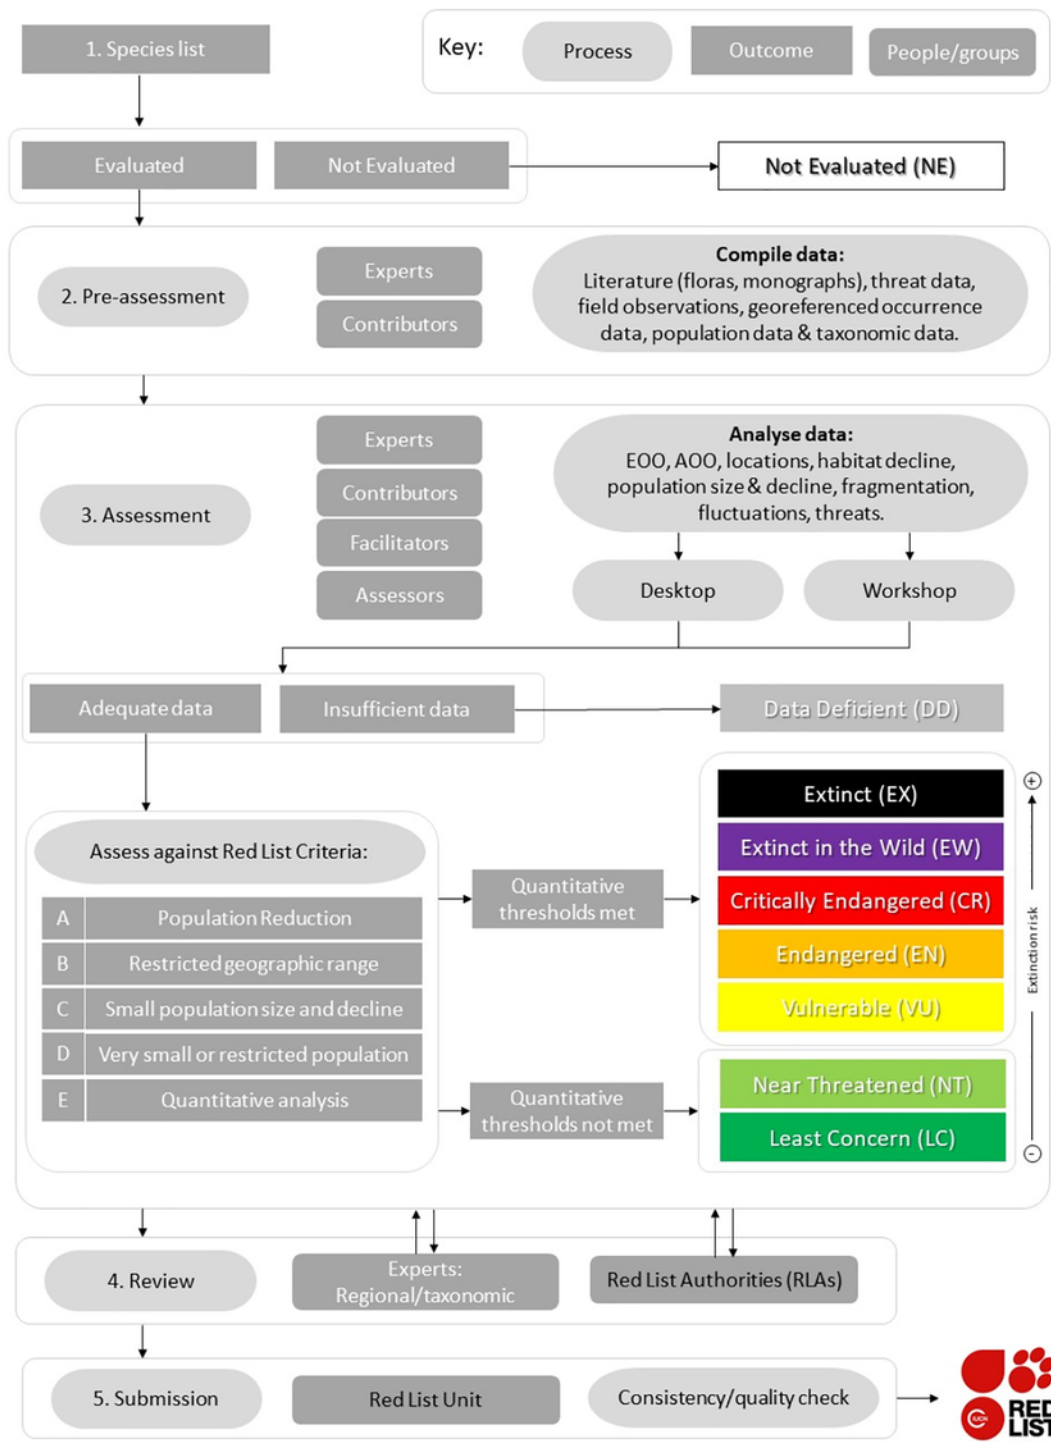 1. Species list
Key:
Process
Outcome
People/groups
Evaluated
Not Evaluated
Not Evaluated (NE)
2. Pre-assessment
Experts
Contributors
Compile data:
Literature (floras, monographs), threat data,
field observations, georeferenced occurrence
data, population data & taxonomic data.
3. Assessment
Experts
Contributors
Facilitators
Assessors
Analyse data:
EOO, AOO, locations, habitat decline,
population size & decline, fragmentation,
fluctuations, threats.
Desktop
Workshop
Adequate data
Insufficient data
Data Deficient (DD)
Assess against Red List Criteria:
A Population Reduction
B Restricted geographic range
C Small population size and decline
D Very small or restricted population
E Quantitative analysis
Quantitative
thresholds met
Quantitative
thresholds not met
Extinct (EX)
Extinct in the Wild (EW)
Critically Endangered (CR)
Endangered (EN)
Vulnerable (VU)
Near Threatened (NT)
Least Concern (LC)
+
Extinction risk
-
4. Review
Experts:
Regional/taxonomic
Red List Authorities (RLAs)
5. Submission
Red List Unit
Consistency/quality check
IUCN
RED
LIST